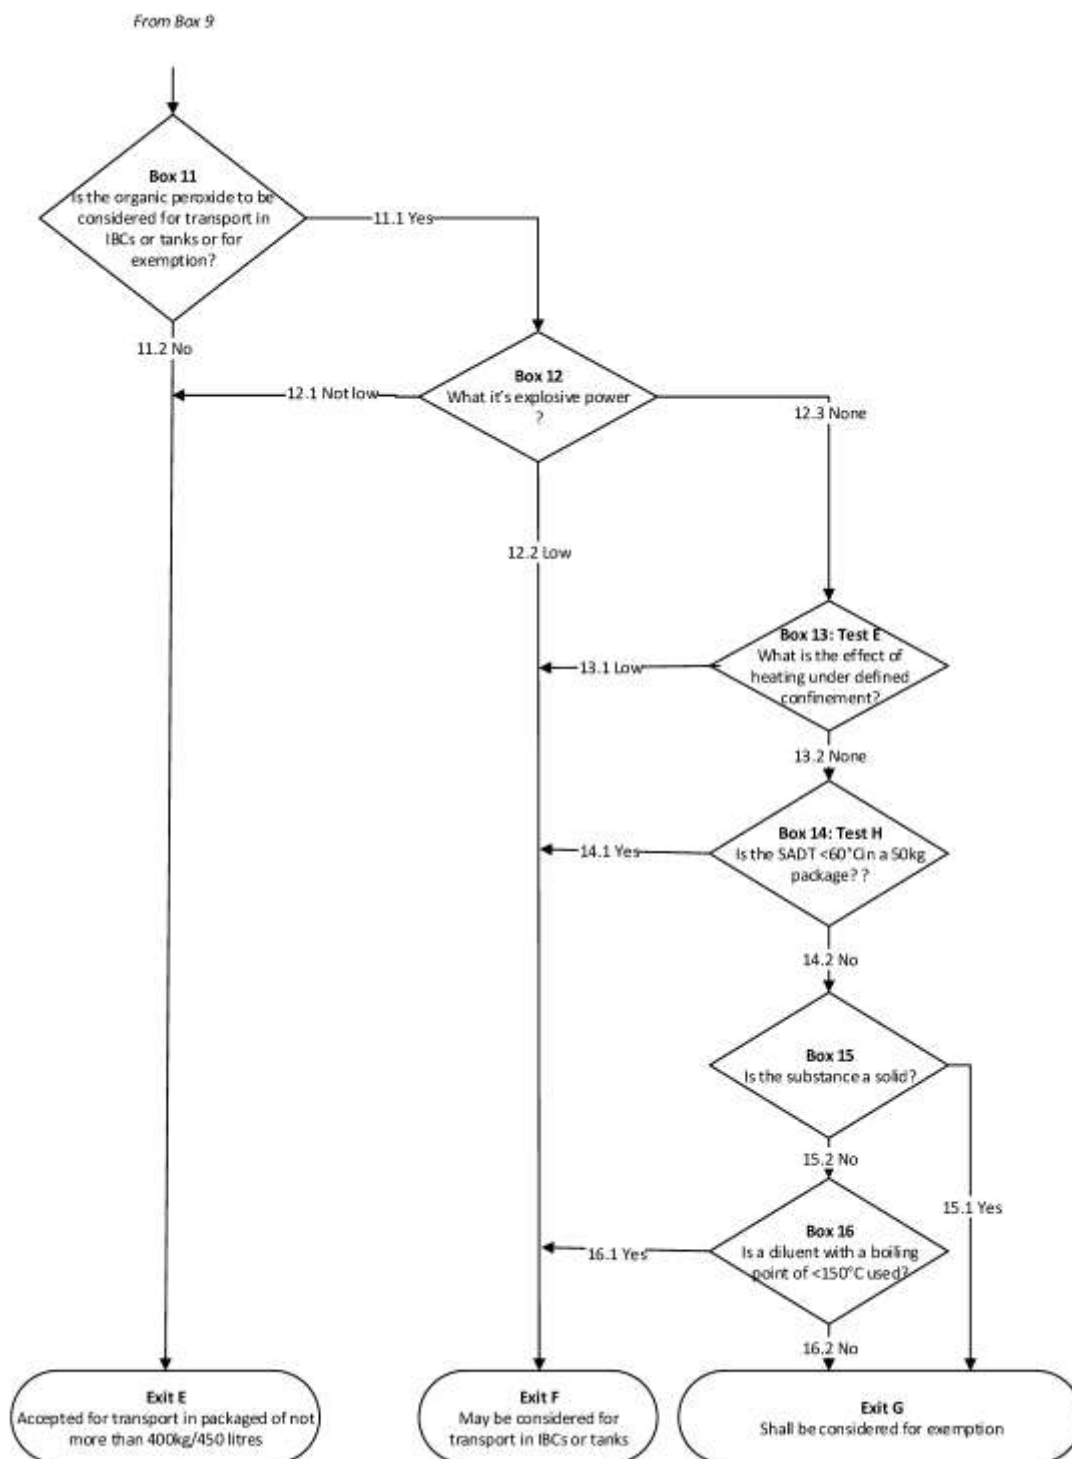 From Box 9
Box 11
Is the organic peroxide to be
considered for transport in
IBCs or tanks or for
exemption?
11.1 Yes
11.2 No
Box 12
What it's explosive power
?
12.1 Not low
12.3 None
12.2 Low
Box 13: Test E
What is the effect of
heating under defined
confinement?
13.1 Low
13.2 None
Box 14: Test H
Is the SADT <60°Cin a 50kg
package? ?
14.1 Yes
14.2 No
Box 15
Is the substance a solid?
15.2 No
15.1 Yes
Box 16
Is a diluent with a boiling
point of <150°C used?
16.1 Yes
16.2 No
Exit E
Accepted for transport in packaged of not
more than 400kg/450 litres
Exit F
May be considered for
transport in IBCs or tanks
Exit G
Shall be considered for exemption